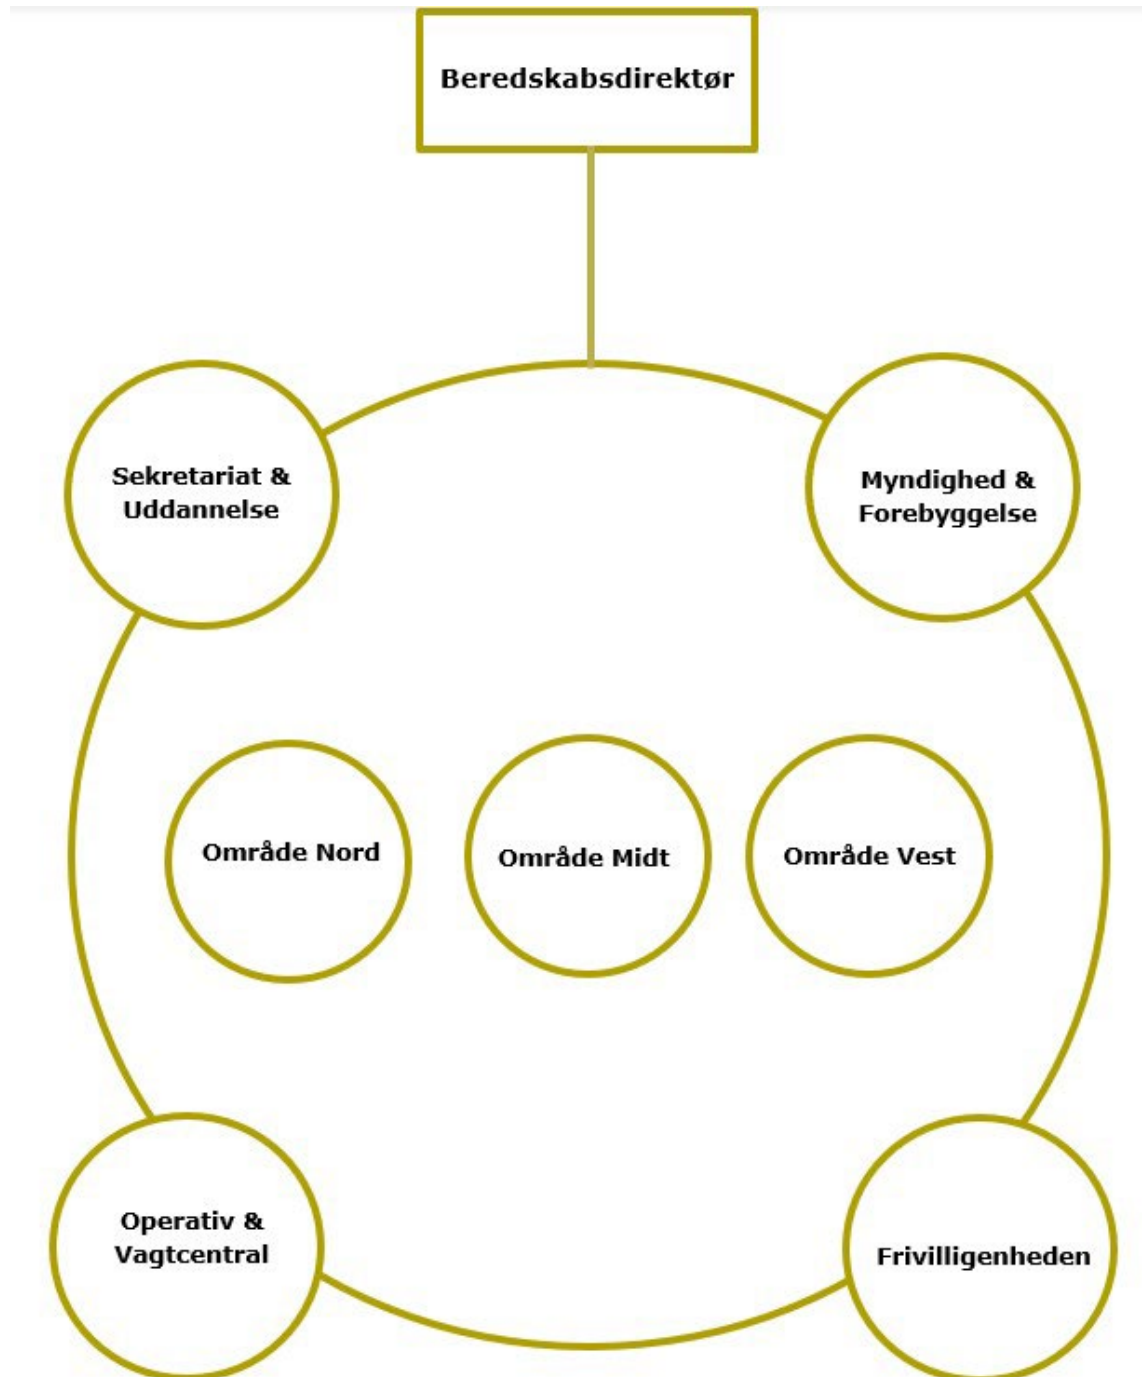 Beredskabsdirektør
Sekretariat &
Uddannelse
Myndighed &
Forebyggelse
Område Nord
Område Midt
Område Vest
Operativ &
Vagtcentral
Frivilligenheden